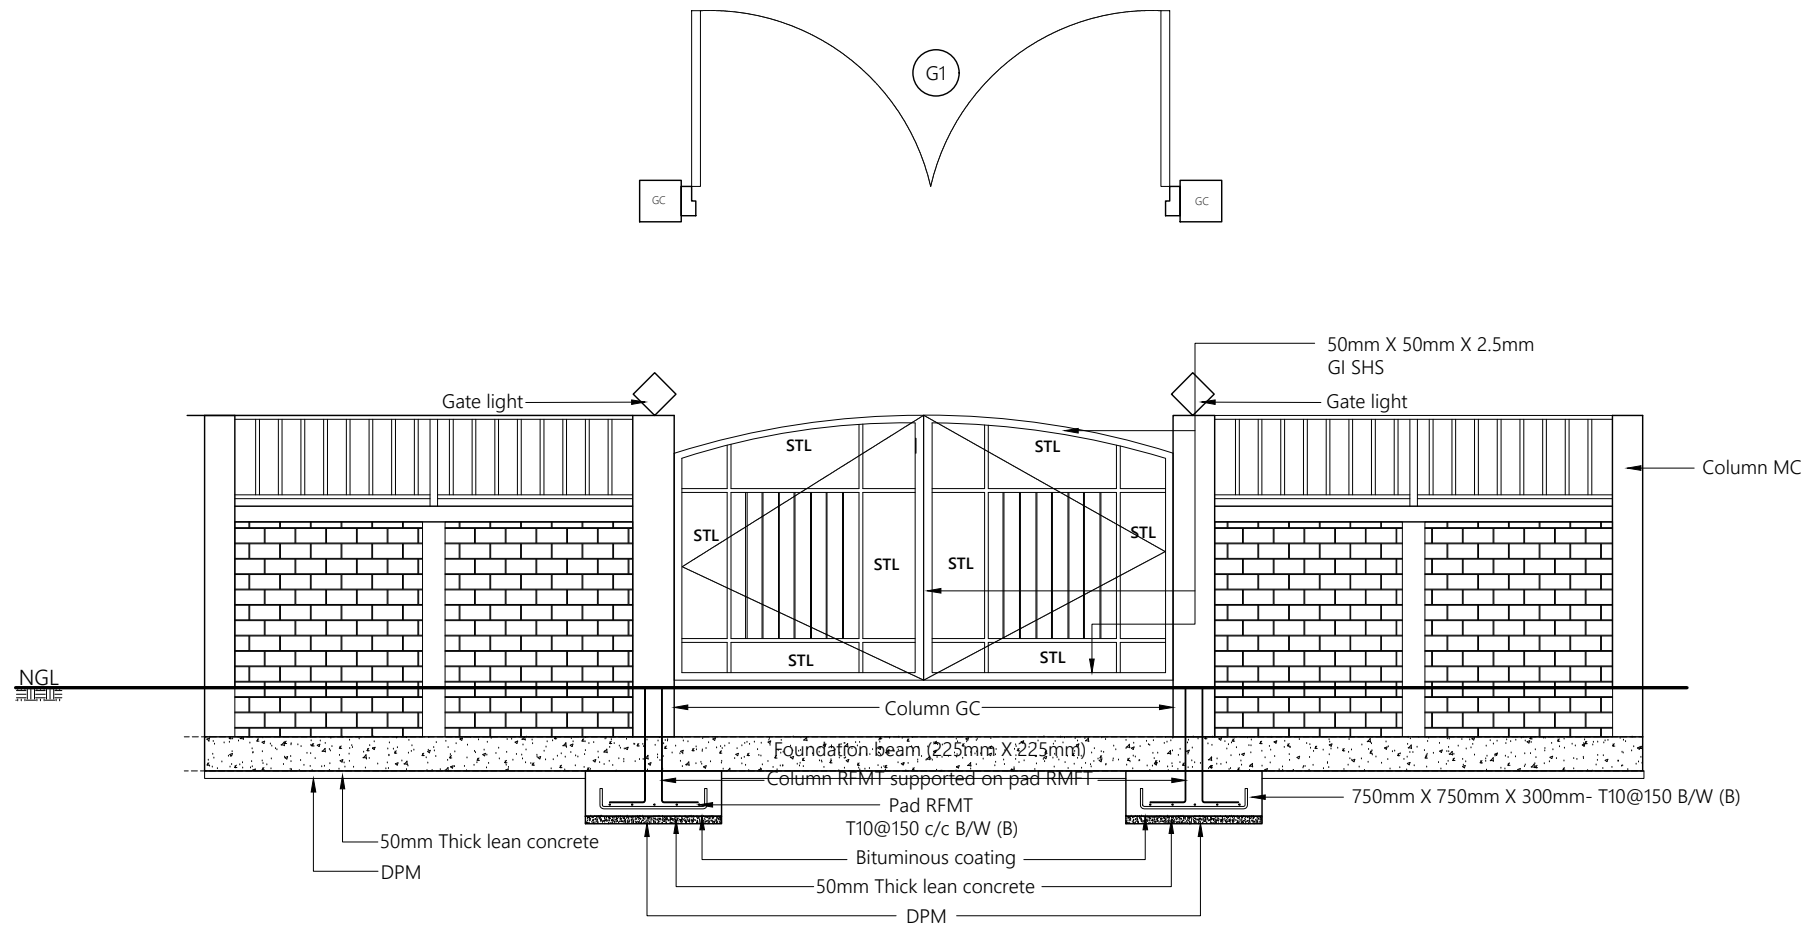 G1
GC
GC
50mm X 50mm X 2.5mm
GI SHS
Gate light
Gate light
STL
STL
Column MC
STL
STL
STL
STL
STL
STL
NGL
Column GC
Foundation beam (225mm X 225mm)
Column RFMT supported on pad RMFT
Pad RFMT
750mm X 750mm X 300mm- T10@150 B/W (B)
T10@150 c/c B/W (B)
50mm Thick lean concrete
Bituminous coating
DPM
50mm Thick lean concrete
DPM